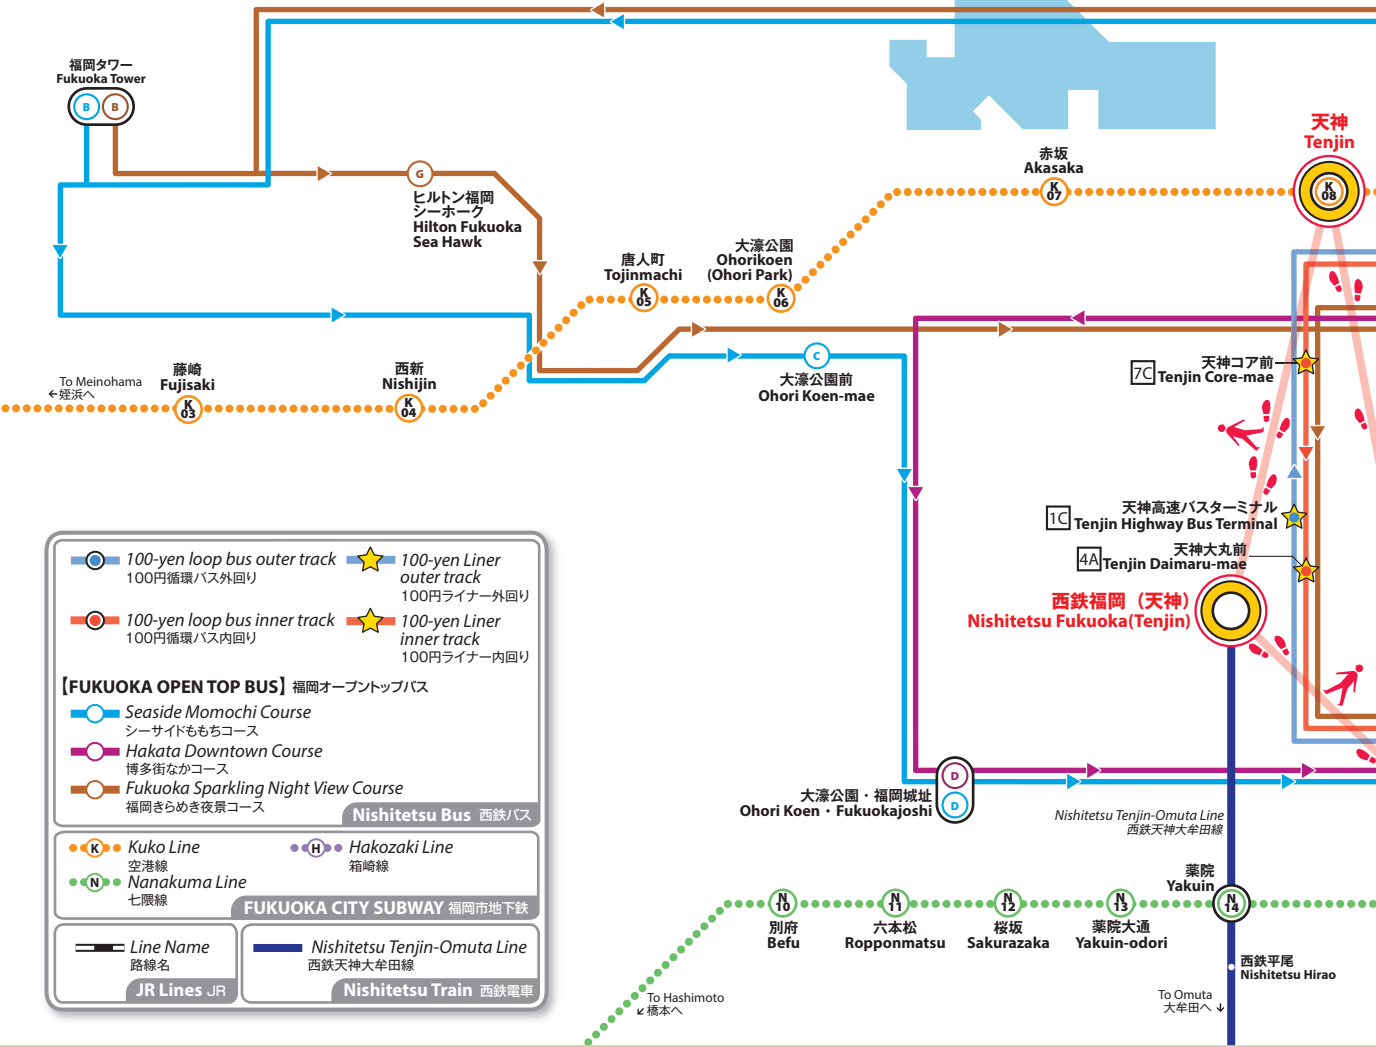 福岡タワー
Fukuoka Tower
B
B
G
ヒルトン福岡
シーホーク
Hilton Fukuoka
Sea Hawk
天神
Tenjin
K
08
赤坂
Akasaka
K
07
大濠公園
Ohorikoen
(Ohori Park)
K
06
唐人町
Tojinmachi
K
05
西新
Nishijin
K
04
藤崎
Fujisaki
K
03
To Meinohama
←姪浜へ
C
大濠公園前
Ohori Koen-mae
7C
天神コア前
Tenjin Core-mae
1C
天神高速バスターミナル
Tenjin Highway Bus Terminal
4A
天神大丸前
Tenjin Daimaru-mae
西鉄福岡（天神）
Nishitetsu Fukuoka(Tenjin)
100-yen loop bus outer track
100円循環バス外回り
100-yen Liner
outer track
100円ライナー外回り
100-yen loop bus inner track
100円循環バス内回り
100-yen Liner
inner track
100円ライナー内回り
【FUKUOKA OPEN TOP BUS】福岡オープントップバス
Seaside Momochi Course
シーサイドももちコース
Hakata Downtown Course
博多街なかコース
Fukuoka Sparkling Night View Course
福岡きらめき夜景コース
Nishitetsu Bus 西鉄バス
K
Kuko Line
空港線
H
Hakozaki Line
箱崎線
N
Nanakuma Line
七隈線
FUKUOKA CITY SUBWAY 福岡市地下鉄
Line Name
路線名
JR Lines JR
Nishitetsu Tenjin-Omuta Line
西鉄天神大牟田線
Nishitetsu Train 西鉄電車
D
D
大濠公園・福岡城址
Ohori Koen・Fukuokajoshi
Nishitetsu Tenjin-Omuta Line
西鉄天神大牟田線
薬院
Yakuin
N
14
N
10
別府
Befu
N
11
六本松
Ropponmatsu
N
12
桜坂
Sakurazaka
N
13
薬院大通
Yakuin-odori
西鉄平尾
Nishitetsu Hirao
To Hashimoto
↙橋本へ
To Omuta
大牟田へ ↓